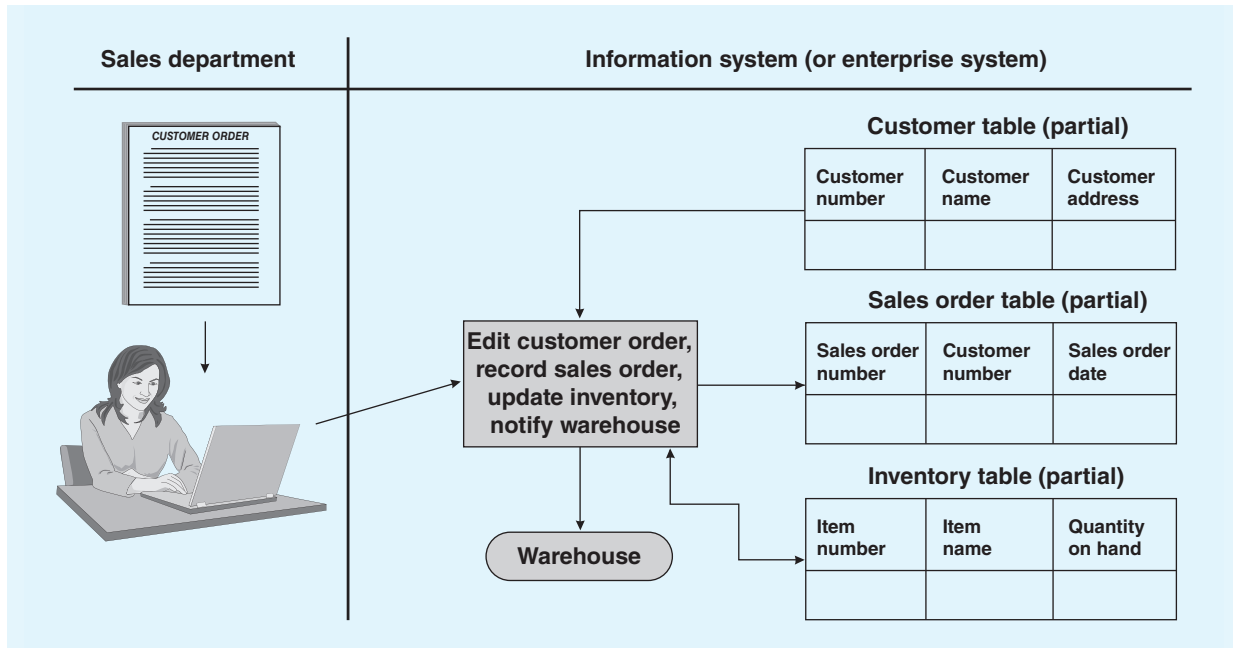 Sales department
Information system (or enterprise system)
CUSTOMER ORDER
Customer table (partial)
Customer
number
Customer
name
Customer
address
Edit customer order,
record sales order,
update inventory,
notify warehouse
Sales order table (partial)
Sales order
number
Customer
number
Sales order
date
Warehouse
Inventory table (partial)
Item
number
Item
name
Quantity
on hand